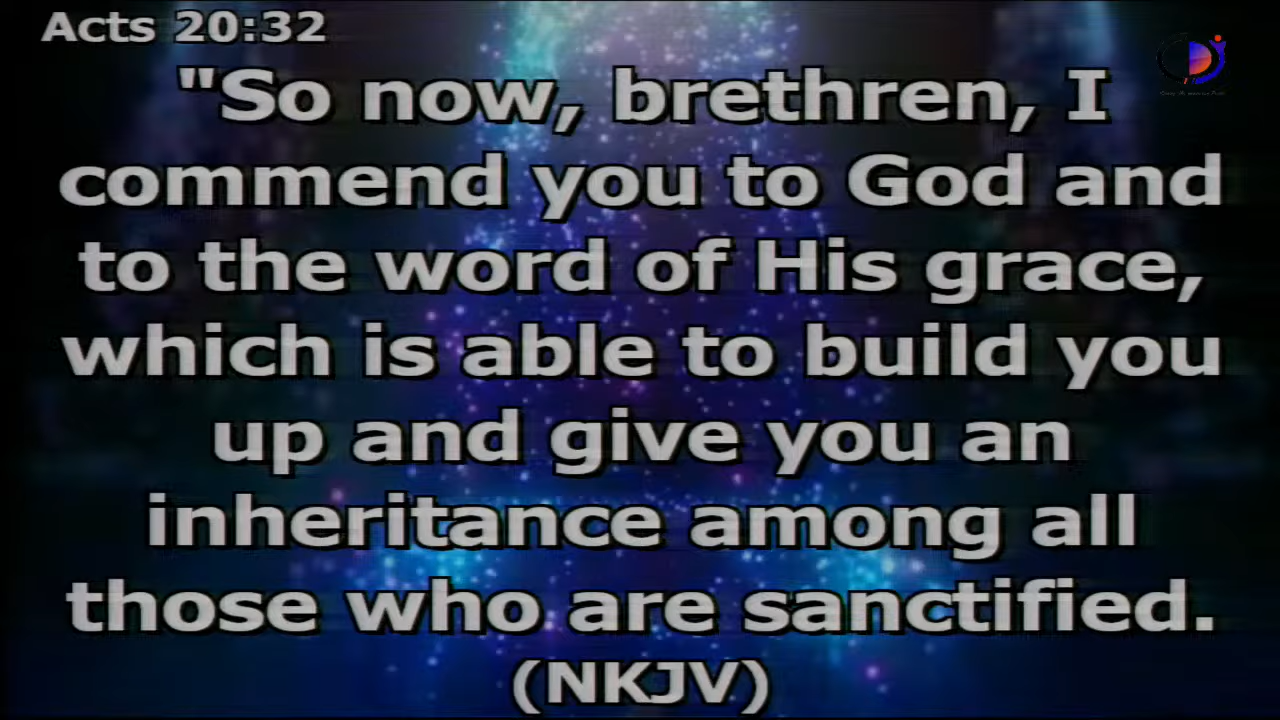 Acts 20:32
"So now, brethren, I
commend you to God and
to the word of His grace,
which is able to build you
up and give you an
inheritance among all
those who are sanctified.
(NKJV)